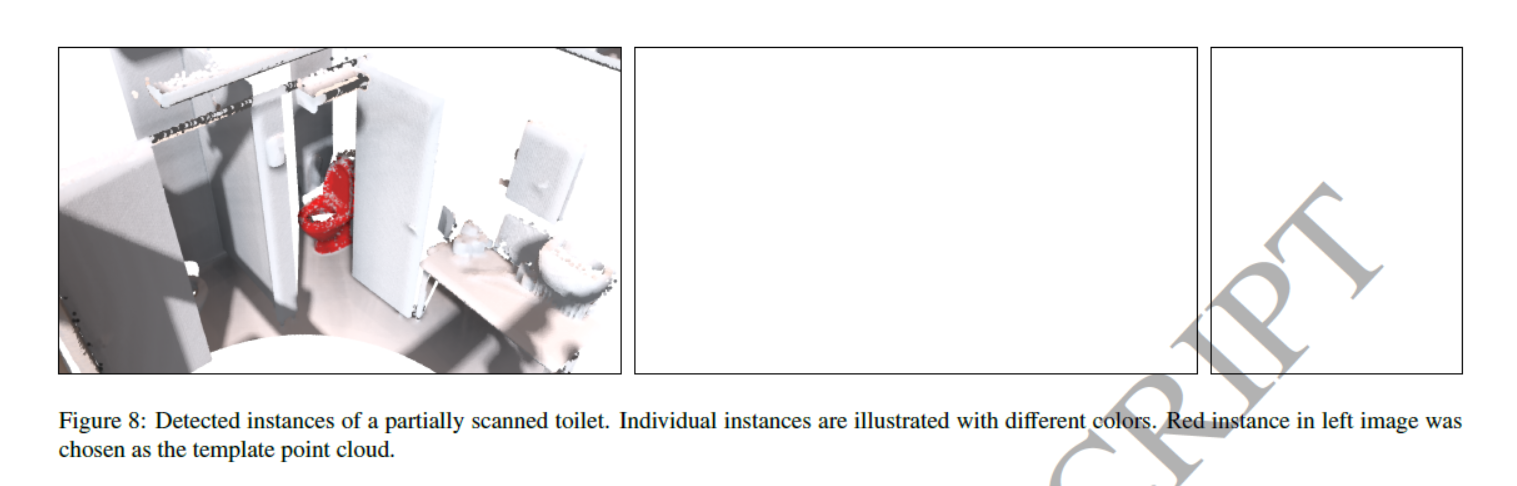 Figure 8: Detected instances of a partially scanned toilet. Individual instances are illustrated with different colors. Red instance in left image was
chosen as the template point cloud.
CRIPT